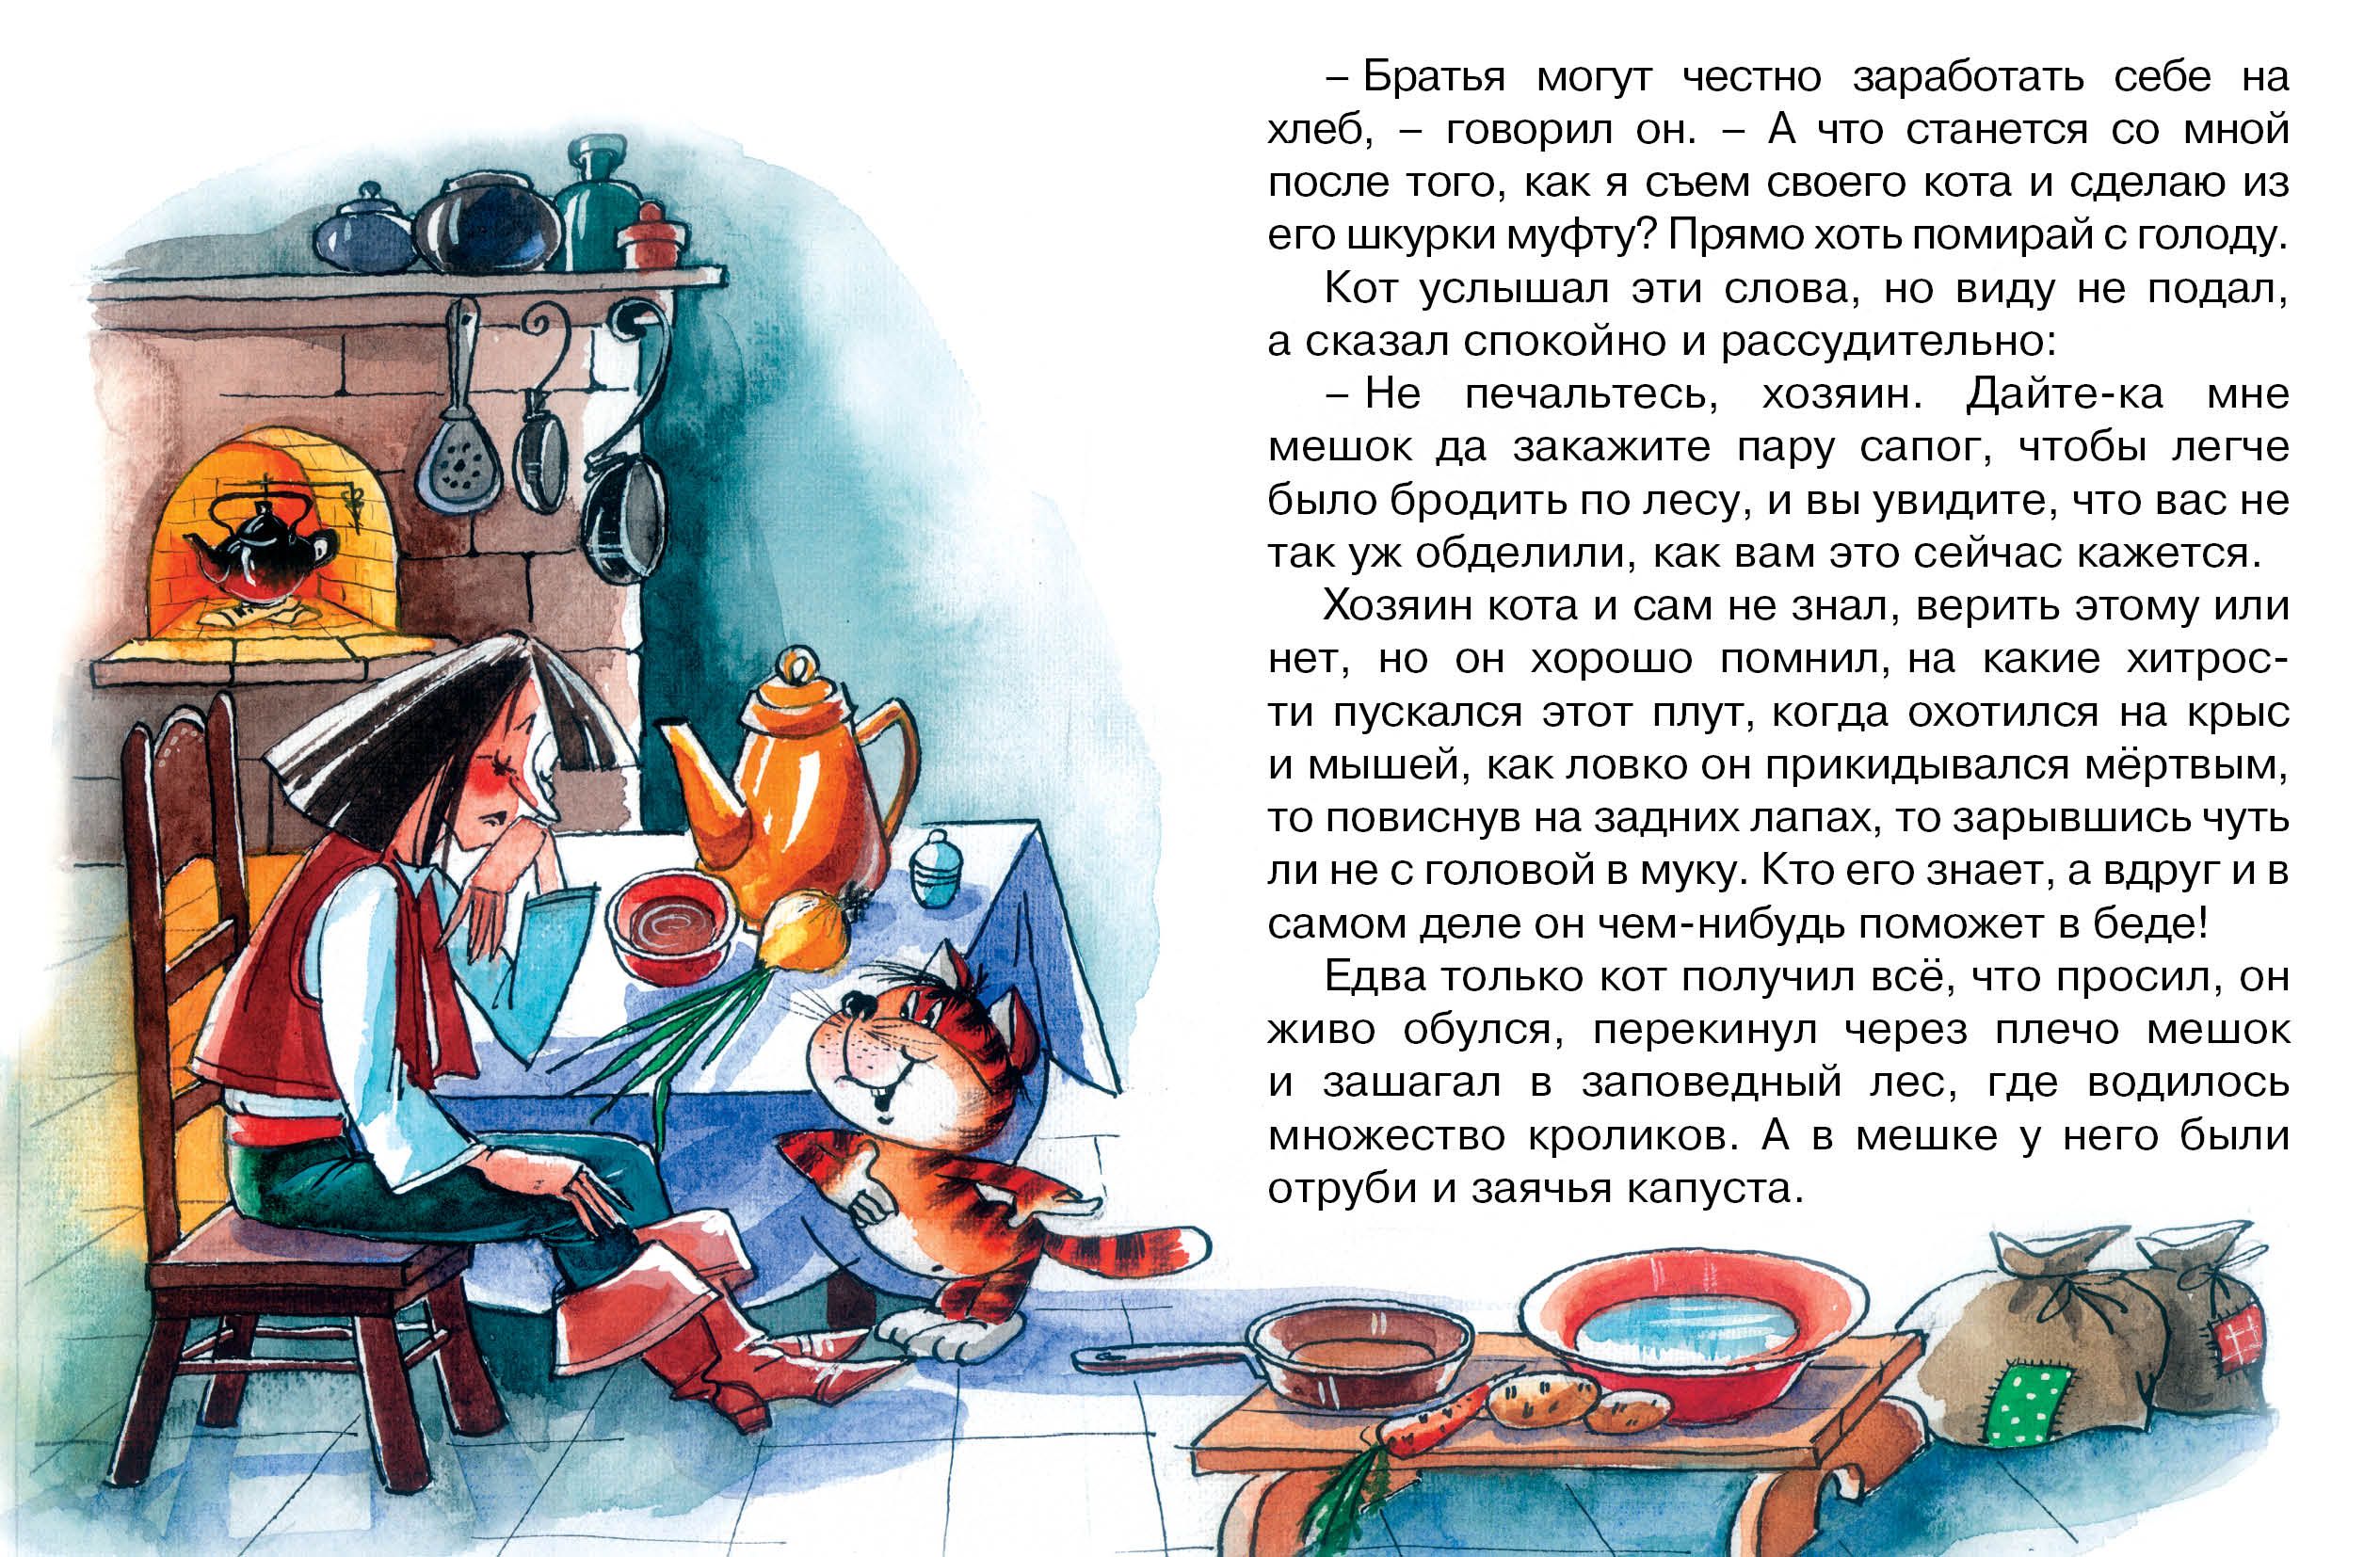 – Братья могут честно заработать себе на
хлеб, – говорил он. – А что станется со мной
после того, как я съем своего кота и сделаю из
его шкурки муфту? Прямо хоть помирай с голоду.
Кот услышал эти слова, но виду не подал,
а сказал спокойно и рассудительно:
– Не печальтесь, хозяин. Дайте-ка мне
мешок да закажите пару сапог, чтобы легче
было бродить по лесу, и вы увидите, что вас не
так уж обделили, как вам это сейчас кажется.
Хозяин кота и сам не знал, верить этому или
нет, но он хорошо помнил, на какие хитрос-
ти пускался этот плут, когда охотился на крыс
и мышей, как ловко он прикидывался мёртвым,
то повиснув на задних лапах, то зарывшись чуть
ли не с головой в муку. Кто его знает, а вдруг и в
самом деле он чем-нибудь поможет в беде!
Едва только кот получил всё, что просил, он
живо обулся, перекинул через плечо мешок
и зашагал в заповедный лес, где водилось
множество кроликов. А в мешке у него были
отруби и заячья капуста.